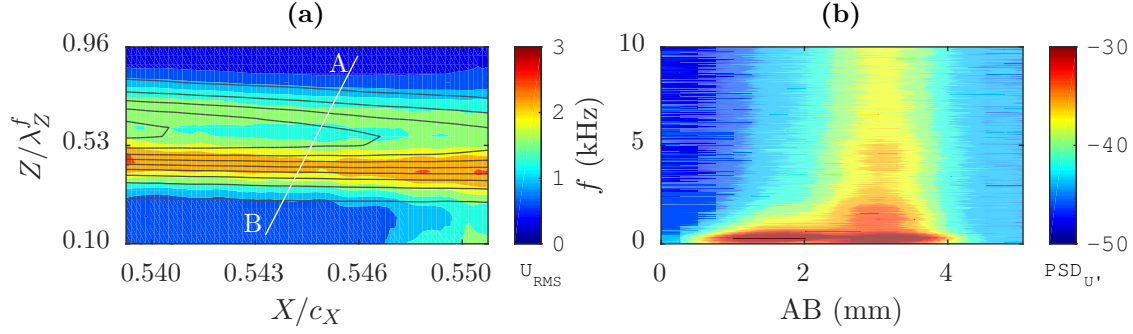 (a)
(b)
0.96
0.53
0.10
Z/λ_Z^f
A
B
0.540
0.543
0.546
0.550
X/c_X
3
2
1
0
U_RMS
10
5
0
f (kHz)
0
2
4
AB (mm)
−30
−40
−50
PSD_U'